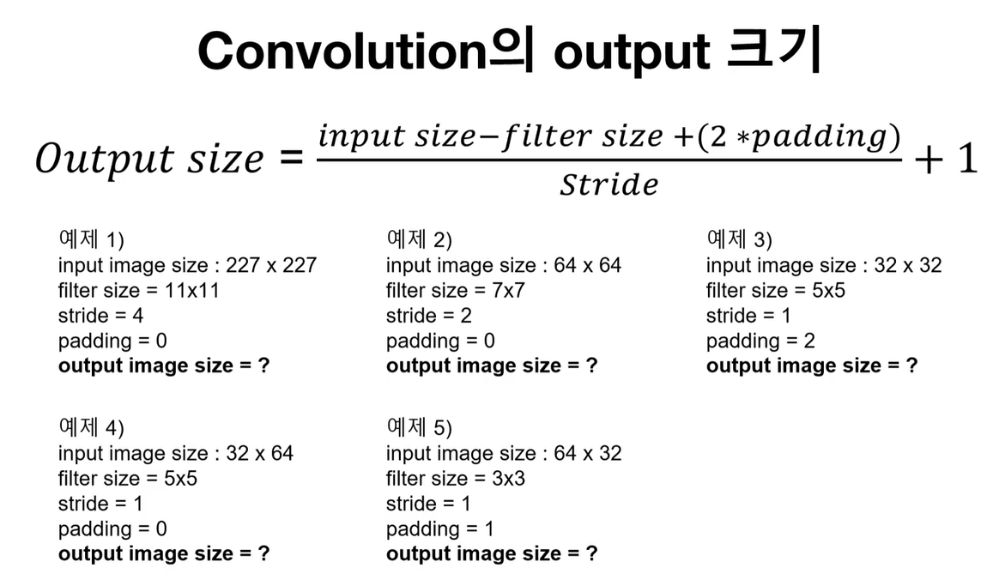 Convolution의 output 크기
Output size = \frac{input size−filter size +(2 *padding)}{Stride} + 1
예제 1)
input image size : 227 x 227
filter size = 11x11
stride = 4
padding = 0
output image size = ?
예제 2)
input image size : 64 x 64
filter size = 7x7
stride = 2
padding = 0
output image size = ?
예제 3)
input image size : 32 x 32
filter size = 5x5
stride = 1
padding = 2
output image size = ?
예제 4)
input image size : 32 x 64
filter size = 5x5
stride = 1
padding = 0
output image size = ?
예제 5)
input image size : 64 x 32
filter size = 3x3
stride = 1
padding = 1
output image size = ?